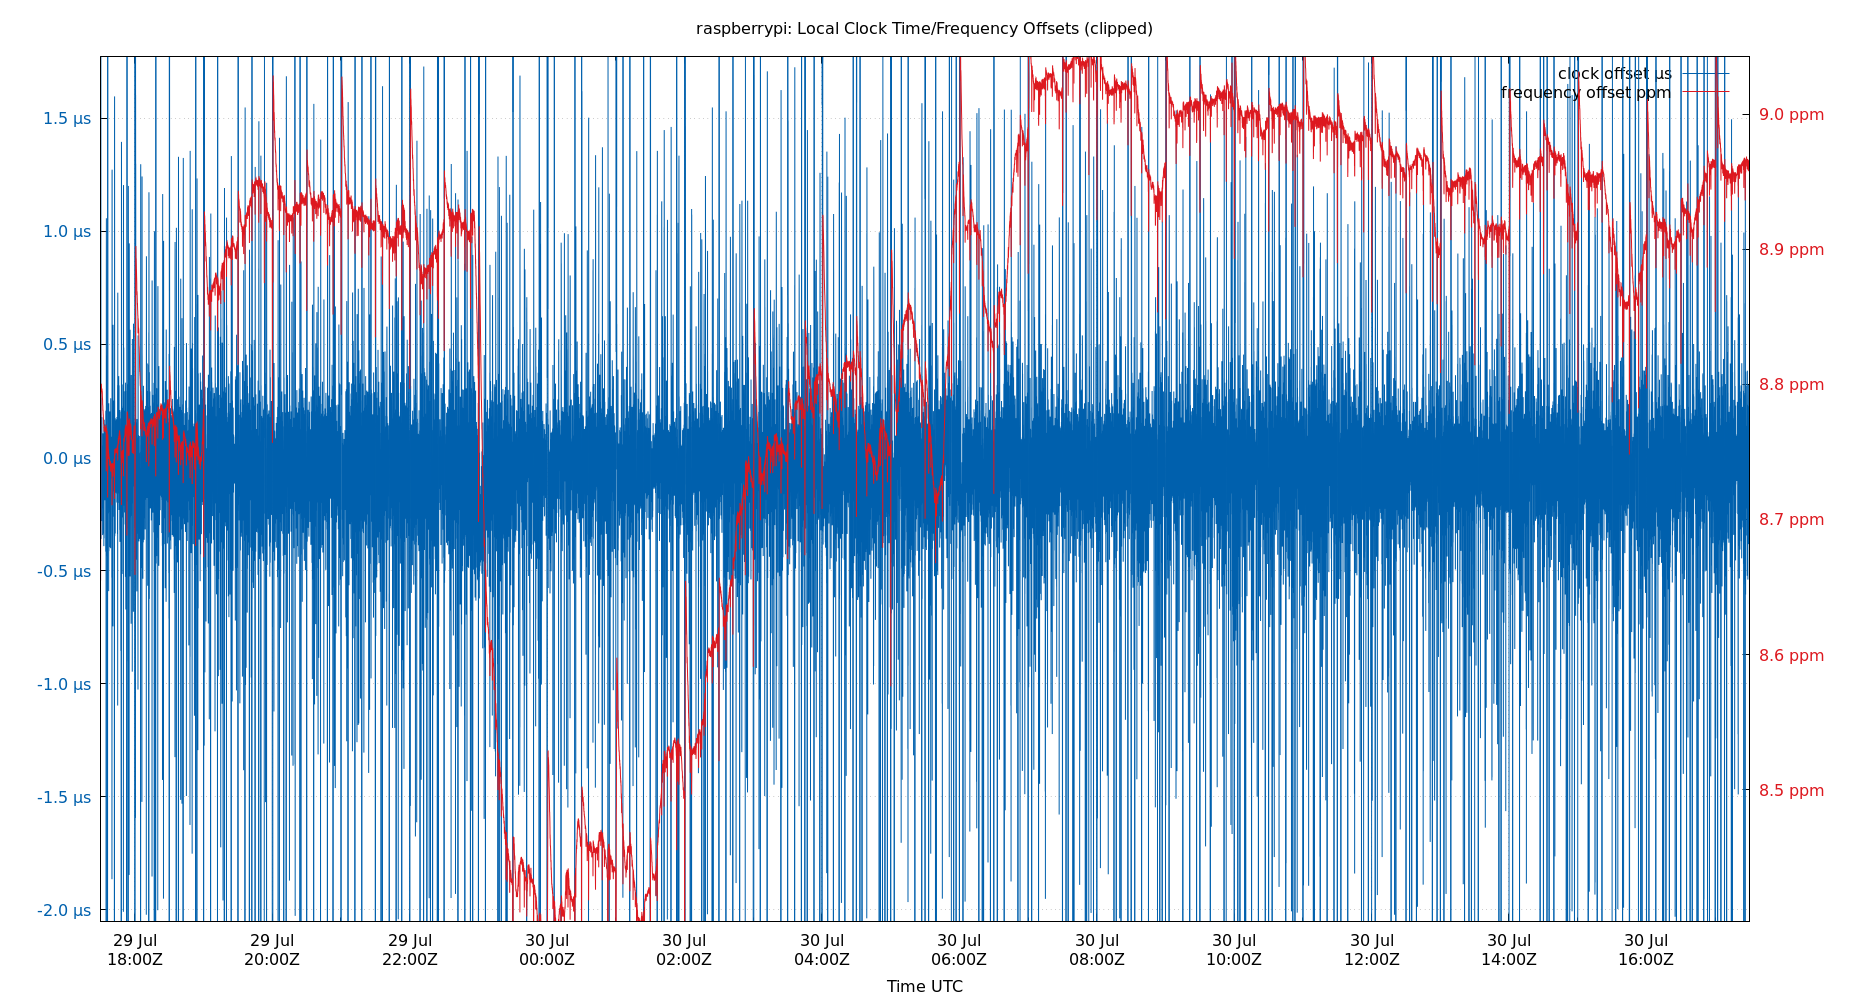 raspberrypi: Local Clock Time/Frequency Offsets (clipped)
clock offset µs
frequency offset ppm
1.5 µs
1.0 µs
0.5 µs
0.0 µs
-0.5 µs
-1.0 µs
-1.5 µs
-2.0 µs
9.0 ppm
8.9 ppm
8.8 ppm
8.7 ppm
8.6 ppm
8.5 ppm
29 Jul
18:00Z
29 Jul
20:00Z
29 Jul
22:00Z
30 Jul
00:00Z
30 Jul
02:00Z
30 Jul
04:00Z
30 Jul
06:00Z
30 Jul
08:00Z
30 Jul
10:00Z
30 Jul
12:00Z
30 Jul
14:00Z
30 Jul
16:00Z
Time UTC